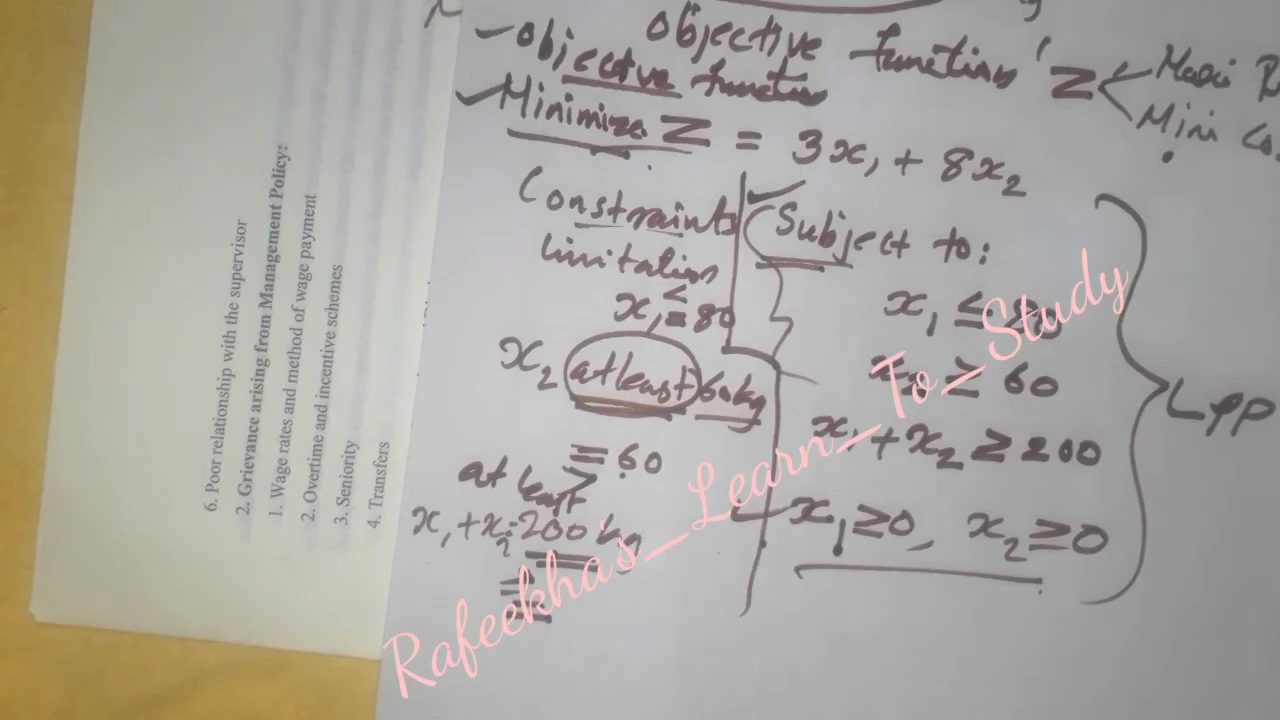 6. Poor relationship with the supervisor
2. Grievance arising from Management Policy:
1. Wage rates and method of wage payment
2. Overtime and incentive schemes
3. Seniority
4. Transfers
objective function' Z
Maxi
Mini
Objective function
Minimize Z = 3x₁ + 8x₂
Constraints
limitation
x₁ ≤ 80
x₂ at least 60kg
≥ 60
at least
x₁ + x₂ = 200 kg
Subject to:
x₁ ≤ 80
x₂ ≥ 60
x₁ + x₂ ≥ 200
x₁ ≥ 0, x₂ ≥ 0
LPP
Rafeekha's_Learn_To_Study